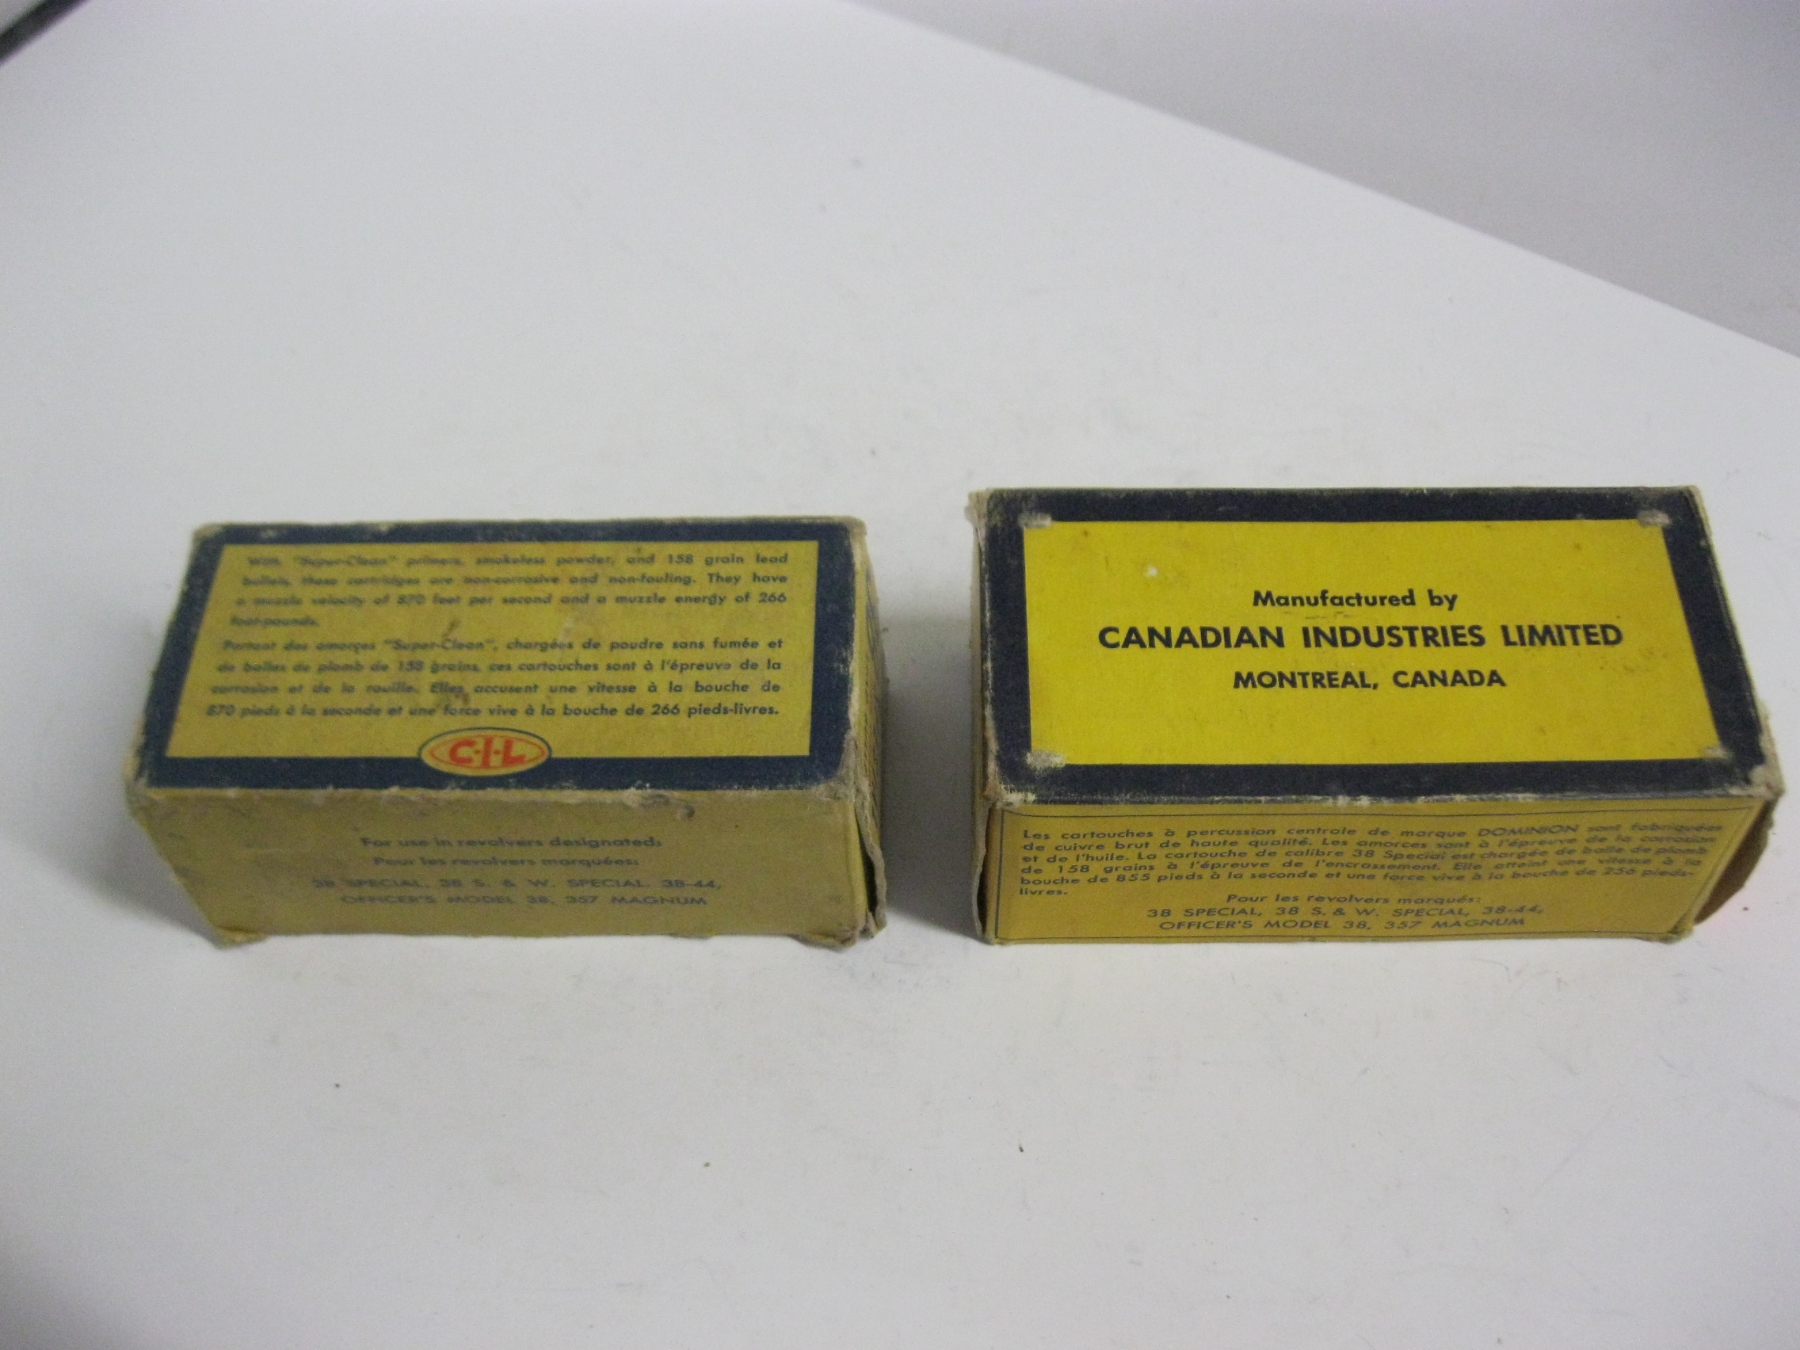 With "Super-Clean" primers, smokeless powder, and 158 grain lead
bullets, these cartridges are non-corrosive and non-fouling. They have
a muzzle velocity of 870 feet per second and a muzzle energy of 266
foot-pounds.
Portant des amorçes "Super-Clean", chargées de poudre sans fumée et
de balles de plomb de 158 grains, ces cartouches sont à l'épreuve de la
corrosion et de la rouille. Elles accusent une vitesse à la bouche de
870 pieds à la seconde et une force vive à la bouche de 266 pieds-livres.
C-I-L
For use in revolvers designated:
Pour les revolvers marquées:
38 SPECIAL, 38 S. & W. SPECIAL, 38-44,
OFFICER'S MODEL 38, 357 MAGNUM
Manufactured by
CANADIAN INDUSTRIES LIMITED
MONTREAL, CANADA
Les cartouches à percussion centrale de marque DOMINION sont fabriquées
de cuivre brut de haute qualité. Les amorces sont à l'épreuve de la corrosion
et de l'huile. La cartouche de calibre 38 Special est chargée de balle de plomb
de 158 grains à l'épreuve de l'encrassement. Elle atteint une vitesse à la
bouche de 855 pieds à la seconde et une force vive à la bouche de 256 pieds-
livres.
Pour les revolvers marqués:
38 SPECIAL, 38 S. & W. SPECIAL, 38-44,
OFFICER'S MODEL 38, 357 MAGNUM